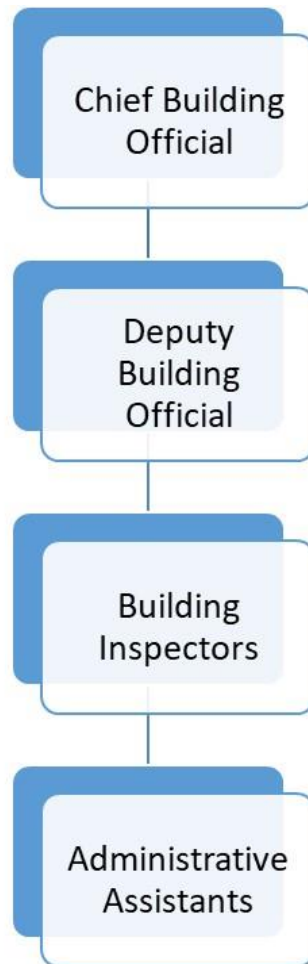 Chief Building
Official
Deputy
Building
Official
Building
Inspectors
Administrative
Assistants